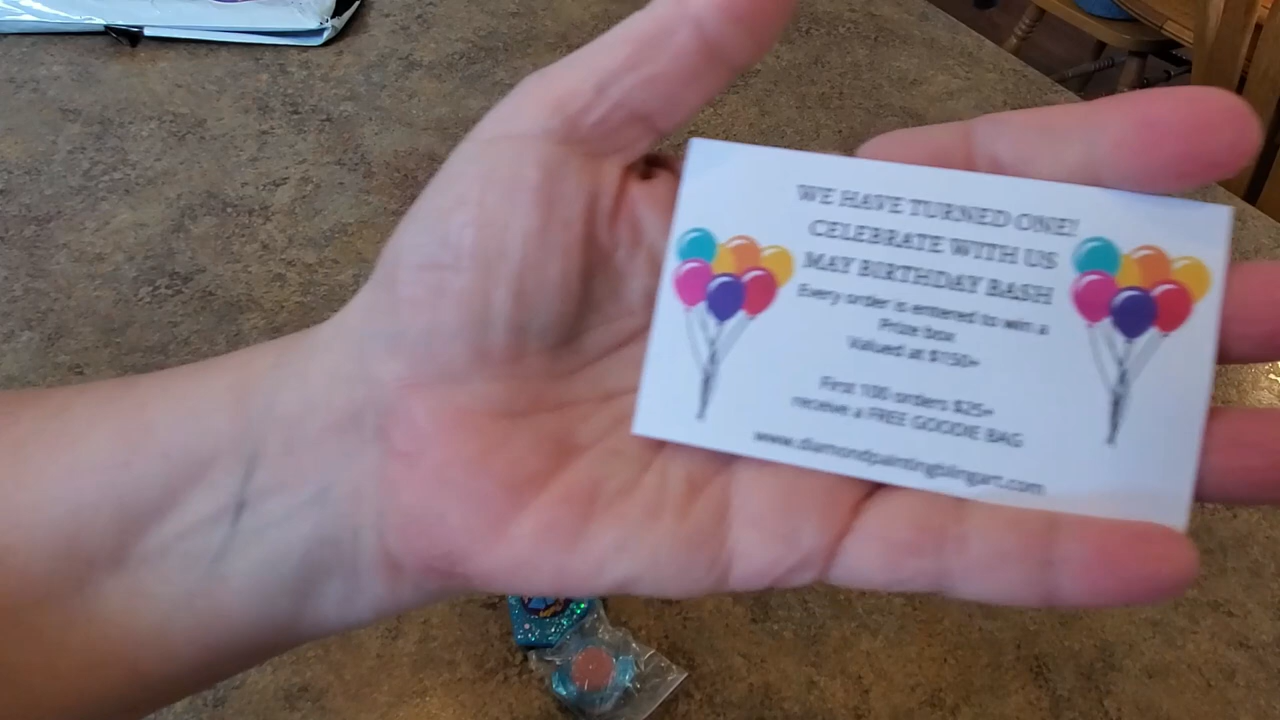 WE HAVE TURNED ONE!
CELEBRATE WITH US
MAY BIRTHDAY BASH
Every order is entered to win a
Prize box
Valued at $150+
First 100 orders $25+
receive a FREE GOODIE BAG
www.diamondpaintingblingart.com